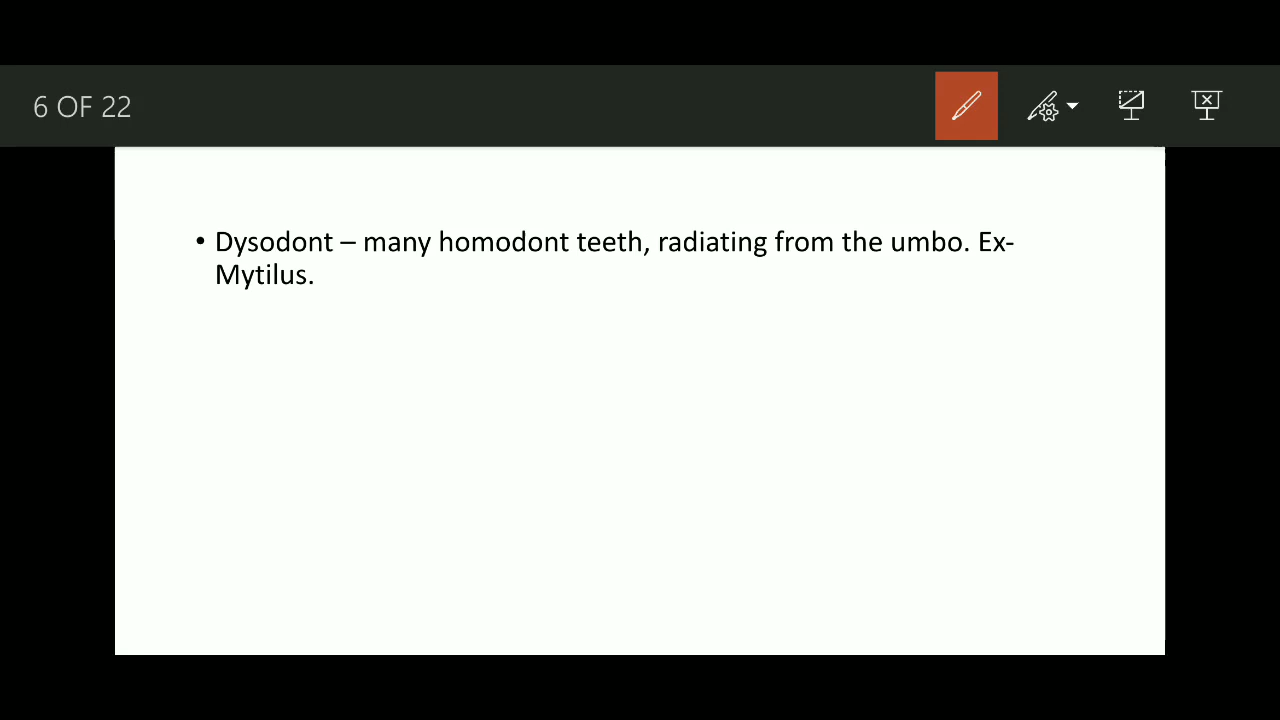 6 OF 22
• Dysodont – many homodont teeth, radiating from the umbo. Ex-
Mytilus.